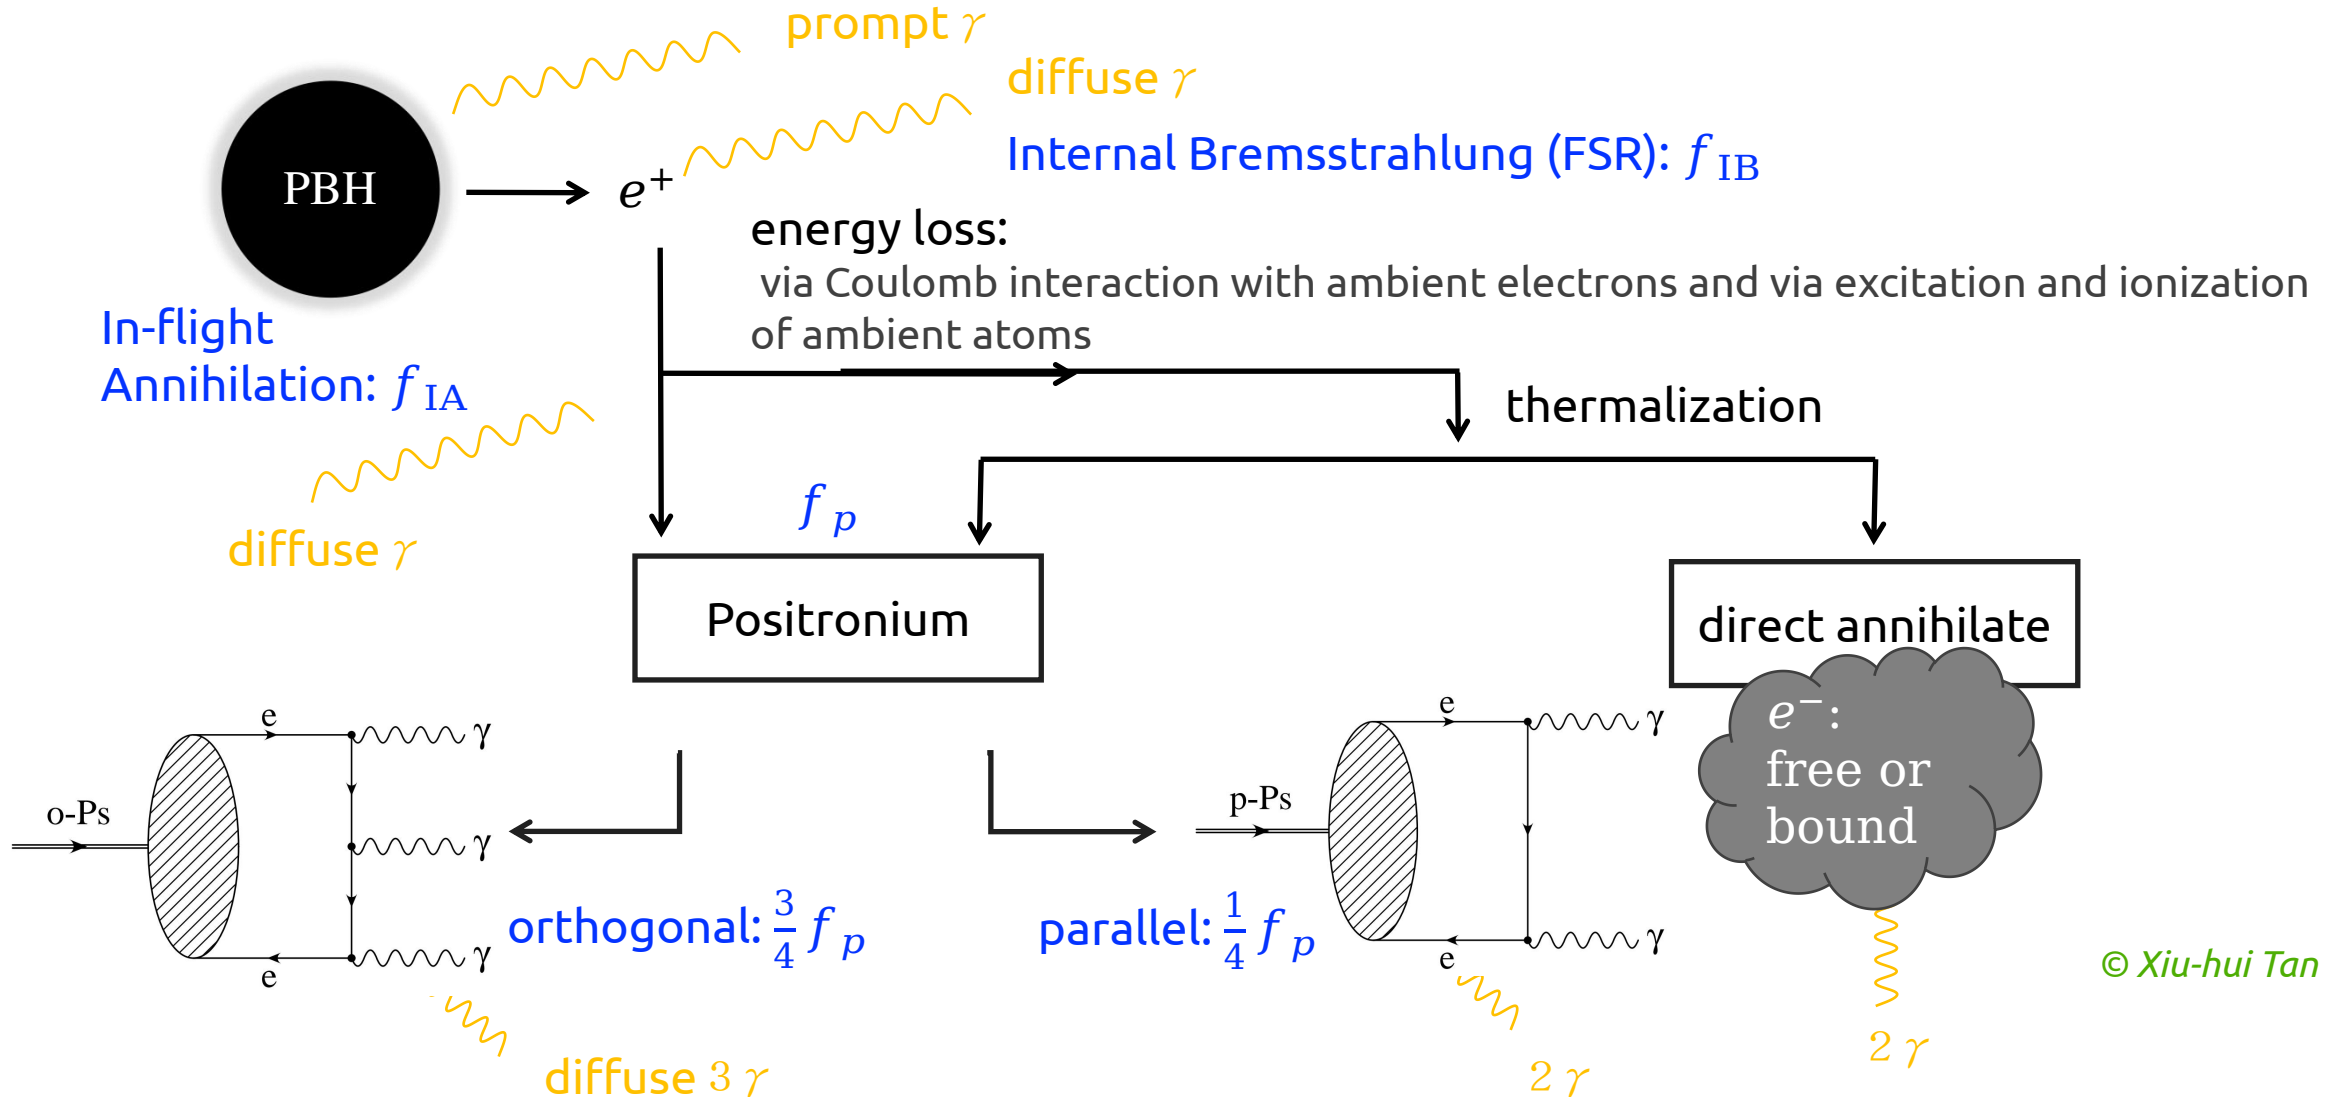 prompt γ
diffuse γ
Internal Bremsstrahlung (FSR): f IB
PBH
e⁺
energy loss:
via Coulomb interaction with ambient electrons and via excitation and ionization
of ambient atoms
In-flight
Annihilation: f IA
thermalization
diffuse γ
f p
Positronium
direct annihilate
e⁻:
free or
bound
o-Ps
e
e
γ
γ
γ
orthogonal: 3/4 f p
diffuse 3 γ
p-Ps
e
e
γ
γ
parallel: 1/4 f p
2 γ
2 γ
© Xiu-hui Tan